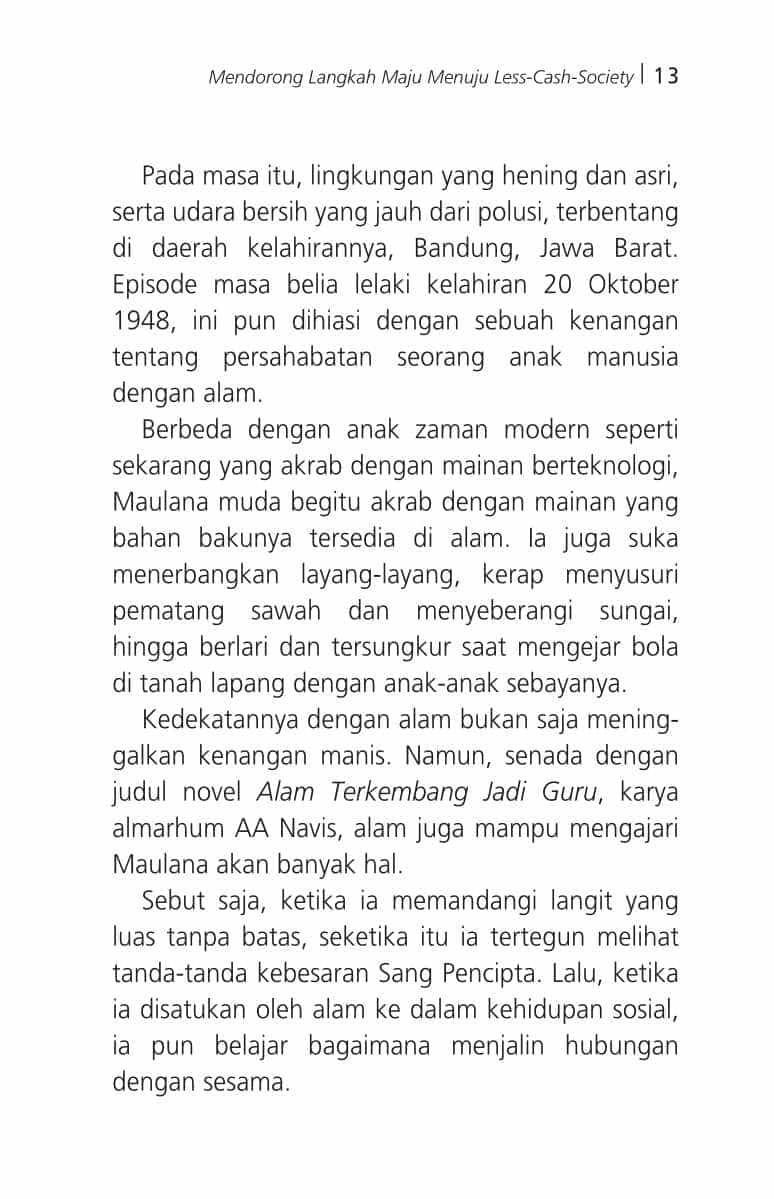 Mendorong Langkah Maju Menuju Less-Cash-Society | 13
Pada masa itu, lingkungan yang hening dan asri,
serta udara bersih yang jauh dari polusi, terbentang
di daerah kelahirannya, Bandung, Jawa Barat.
Episode masa belia lelaki kelahiran 20 Oktober
1948, ini pun dihiasi dengan sebuah kenangan
tentang persahabatan seorang anak manusia
dengan alam.
Berbeda dengan anak zaman modern seperti
sekarang yang akrab dengan mainan berteknologi,
Maulana muda begitu akrab dengan mainan yang
bahan bakunya tersedia di alam. Ia juga suka
menerbangkan layang-layang, kerap menyusuri
pematang sawah dan menyeberangi sungai,
hingga berlari dan tersungkur saat mengejar bola
di tanah lapang dengan anak-anak sebayanya.
Kedekatannya dengan alam bukan saja mening-
galkan kenangan manis. Namun, senada dengan
judul novel Alam Terkembang Jadi Guru, karya
almarhum AA Navis, alam juga mampu mengajari
Maulana akan banyak hal.
Sebut saja, ketika ia memandangi langit yang
luas tanpa batas, seketika itu ia tertegun melihat
tanda-tanda kebesaran Sang Pencipta. Lalu, ketika
ia disatukan oleh alam ke dalam kehidupan sosial,
ia pun belajar bagaimana menjalin hubungan
dengan sesama.